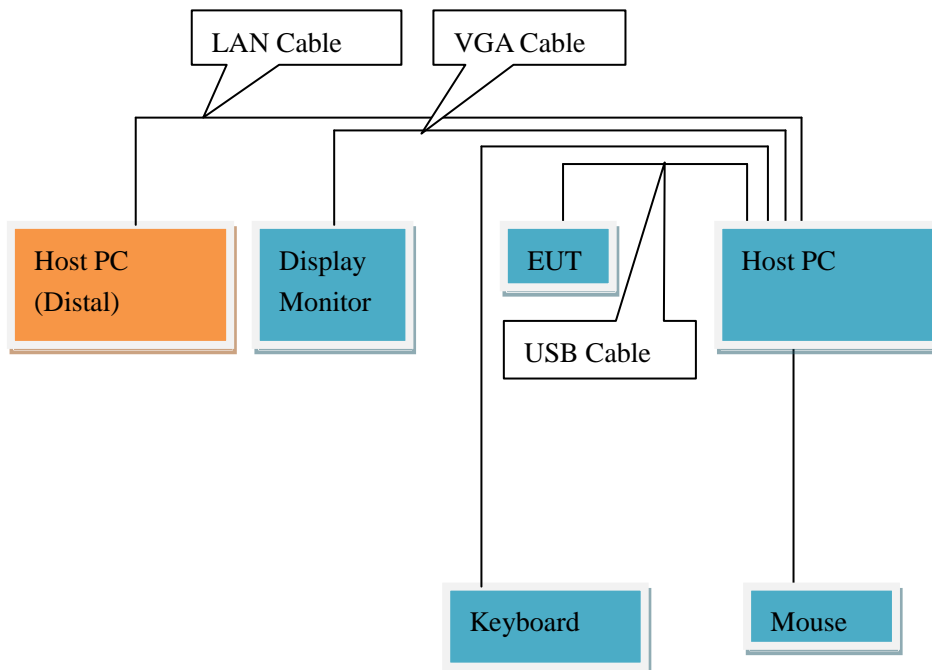 LAN Cable
VGA Cable
Host PC
(Distal)
Display
Monitor
EUT
Host PC
USB Cable
Keyboard
Mouse